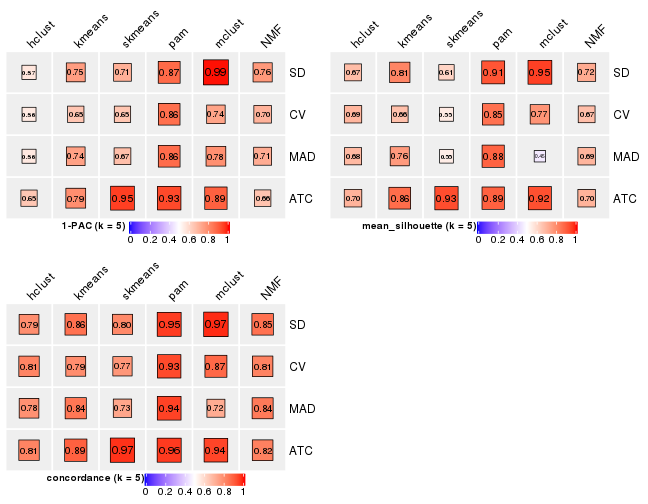 hclust kmeans skmeans pam mclust NMF
0.57 0.75 0.71 0.87 0.99 0.76 SD
0.56 0.65 0.65 0.86 0.74 0.70 CV
0.56 0.74 0.67 0.86 0.78 0.71 MAD
0.65 0.79 0.95 0.93 0.89 0.66 ATC
1-PAC (k = 5)
0 0.2 0.4 0.6 0.8 1
hclust kmeans skmeans pam mclust NMF
0.67 0.81 0.61 0.91 0.95 0.72 SD
0.69 0.66 0.55 0.85 0.77 0.67 CV
0.68 0.76 0.55 0.88 0.69 MAD
0.70 0.86 0.93 0.89 0.92 0.70 ATC
mean_silhouette (k = 5)
0 0.2 0.4 0.6 0.8 1
hclust kmeans skmeans pam mclust NMF
0.79 0.86 0.80 0.95 0.97 0.85 SD
0.81 0.79 0.77 0.93 0.87 0.81 CV
0.78 0.84 0.73 0.94 0.72 0.84 MAD
0.81 0.89 0.97 0.96 0.94 0.82 ATC
concordance (k = 5)
0 0.2 0.4 0.6 0.8 1